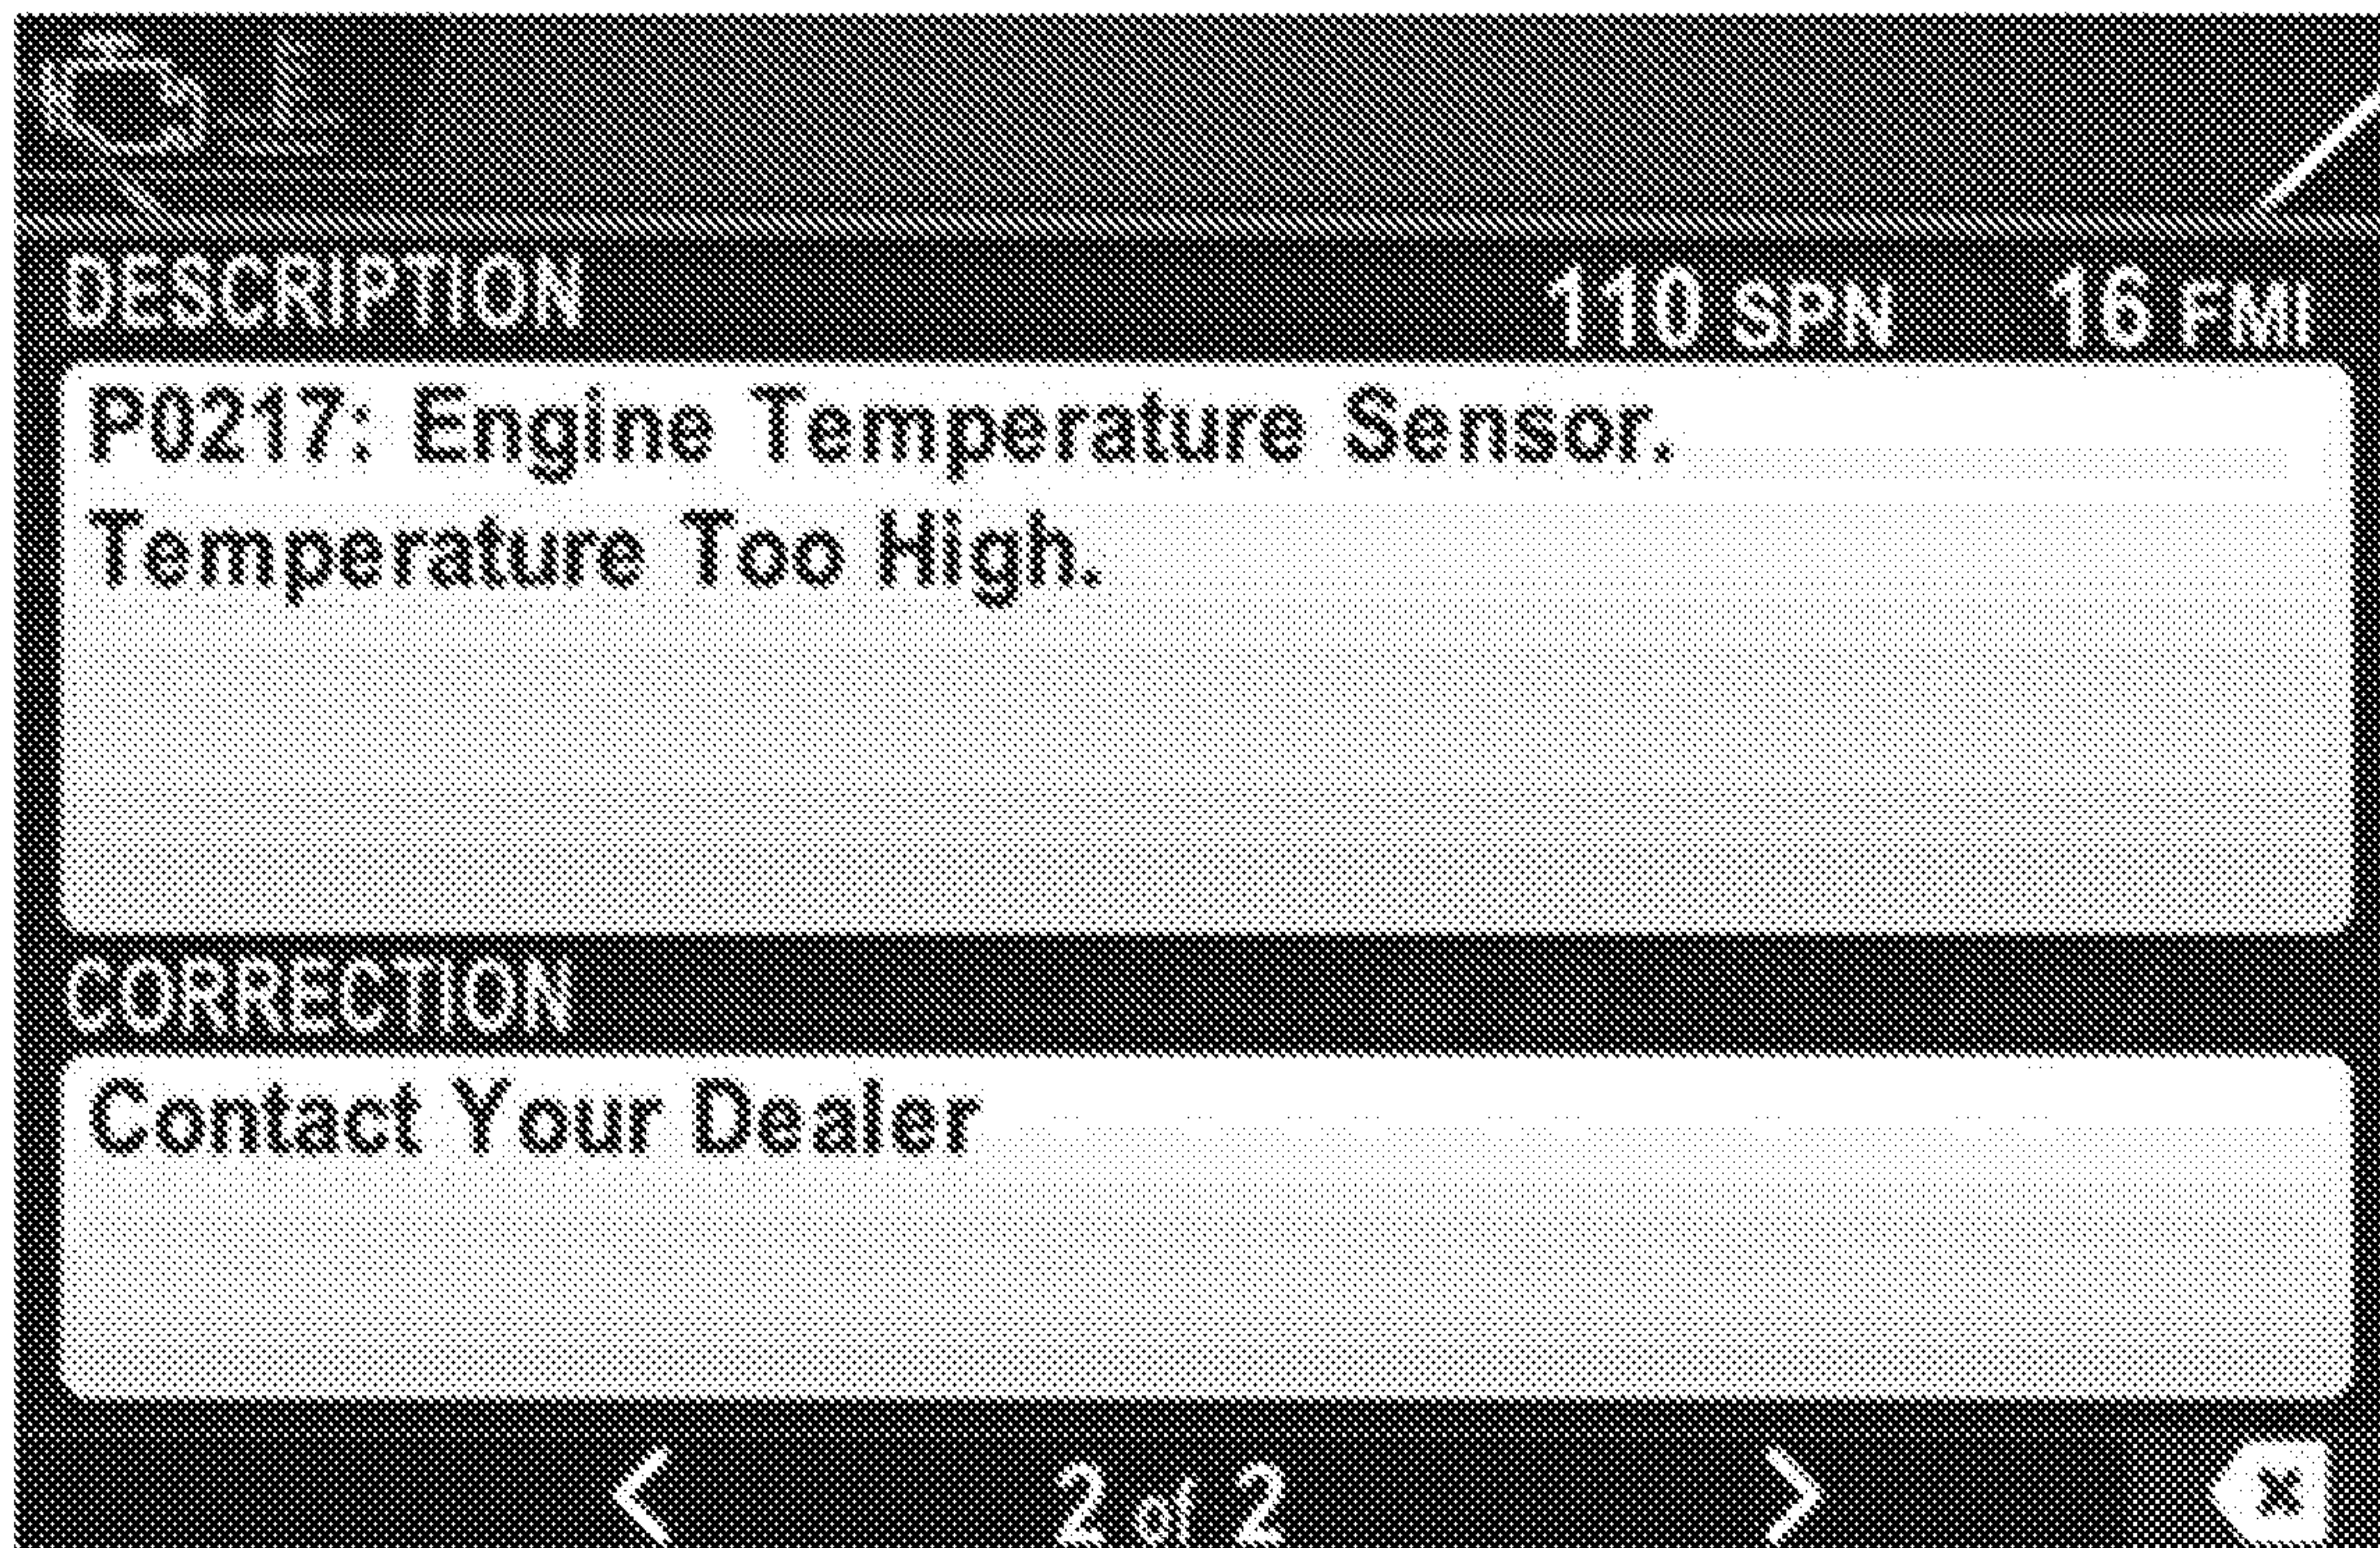 DESCRIPTION 110 SPN 16 FMI
P0217: Engine Temperature Sensor.
Temperature Too High.
CORRECTION
Contact Your Dealer
2 of 2